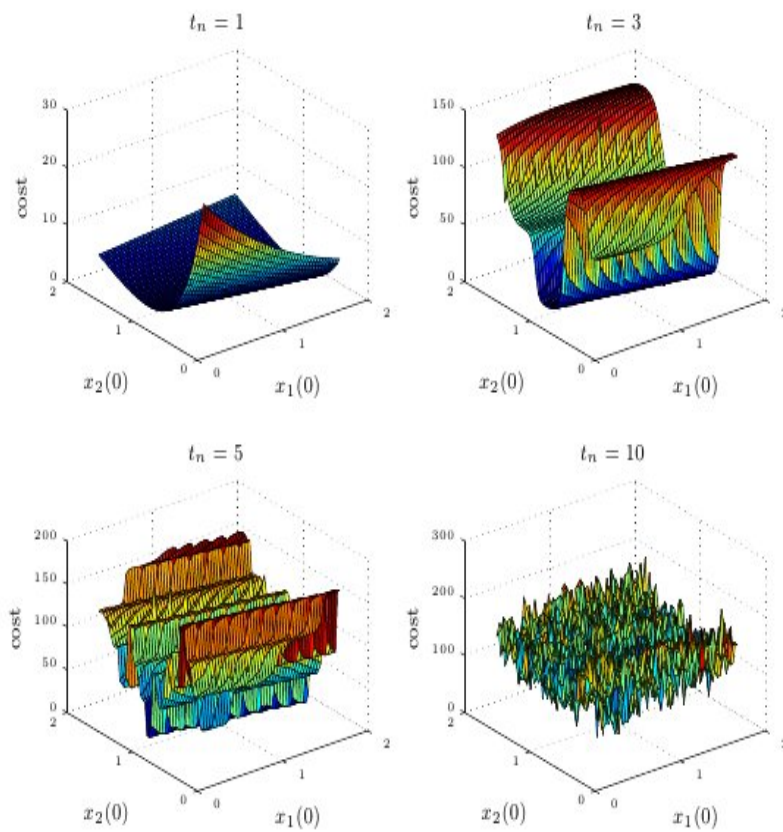 t_n = 1
30
20
10
0
cost
2
1
0
x_2(0)
0
1
2
x_1(0)
t_n = 3
150
100
50
0
cost
2
1
0
x_2(0)
0
1
x_1(0)
t_n = 5
200
150
100
50
0
cost
2
1
0
x_2(0)
0
1
2
x_1(0)
t_n = 10
300
200
100
0
cost
2
1
0
x_2(0)
0
1
x_1(0)